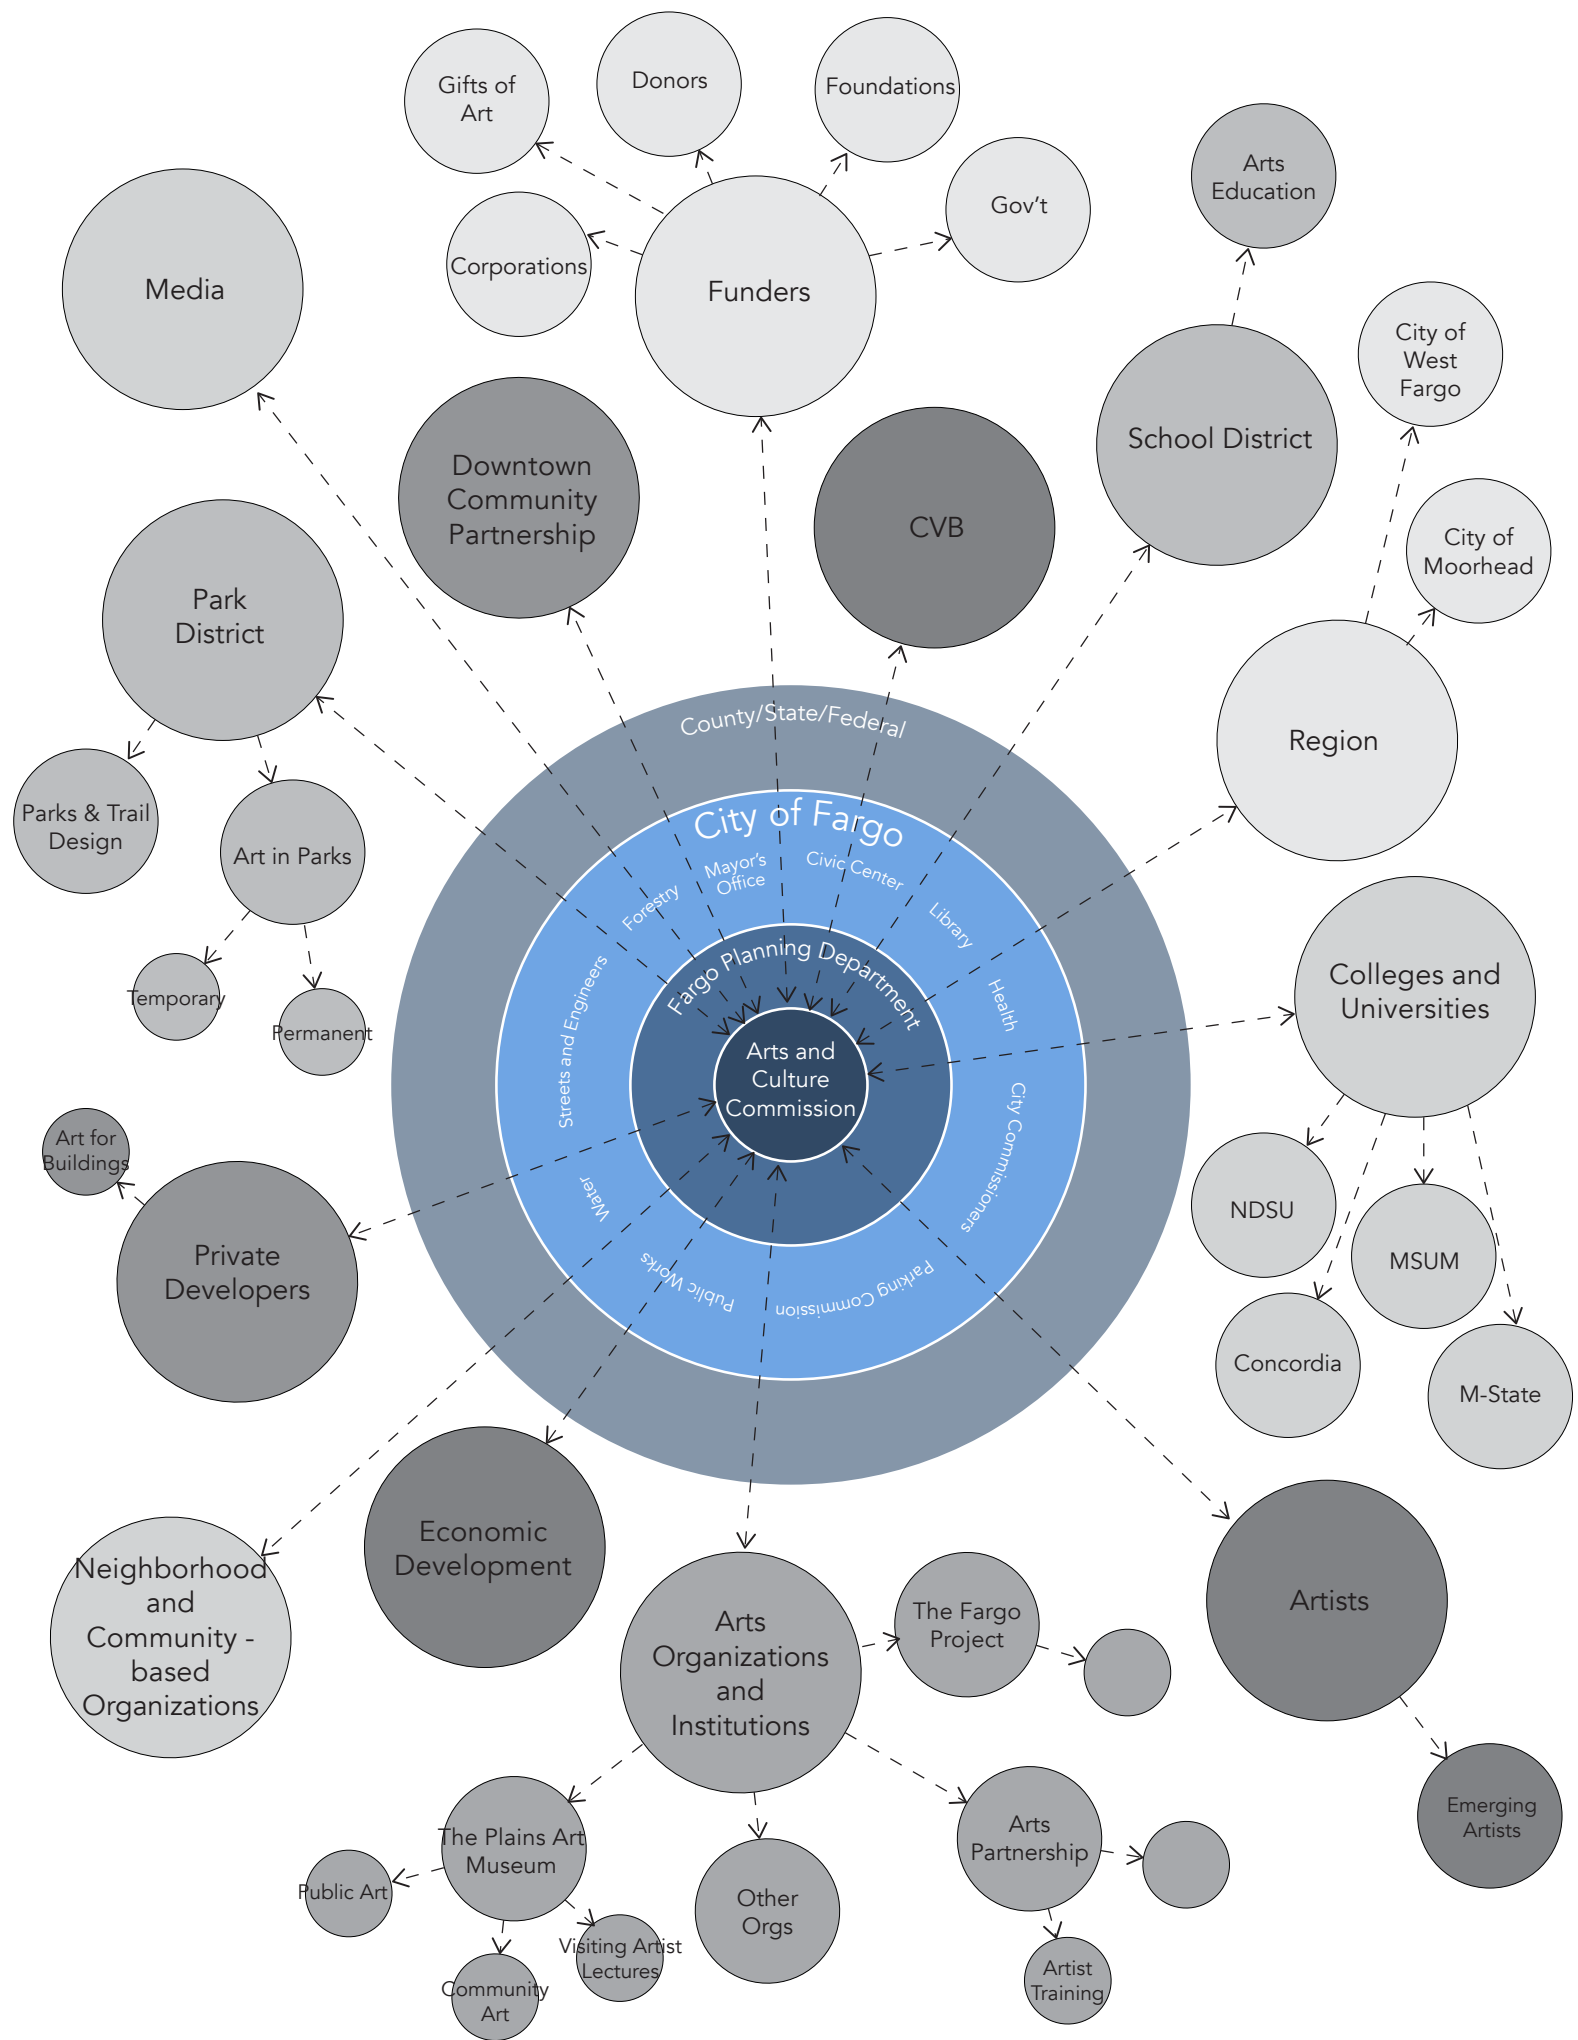 Gifts of
Art
Donors
Foundations
Gov't
Corporations
Funders
Arts
Education
Media
School District
City of
West
Fargo
City of
Moorhead
Downtown
Community
Partnership
CVB
Park
District
Region
Parks & Trail
Design
Art in Parks
Temporary
Permanent
County/State/Federal
City of Fargo
Mayor's
Office
Civic Center
Forestry
Library
Streets and Engineers
Health
Fargo Planning Department
Arts and
Culture
Commission
City Commissioners
Water
Public Works
Parking Commission
Colleges and
Universities
NDSU
MSUM
Concordia
M-State
Art for
Buildings
Private
Developers
Neighborhood
and
Community -
based
Organizations
Economic
Development
Arts
Organizations
and
Institutions
The Fargo
Project
Artists
Emerging
Artists
The Plains Art
Museum
Public Art
Community
Art
Visiting Artist
Lectures
Other
Orgs
Arts
Partnership
Artist
Training